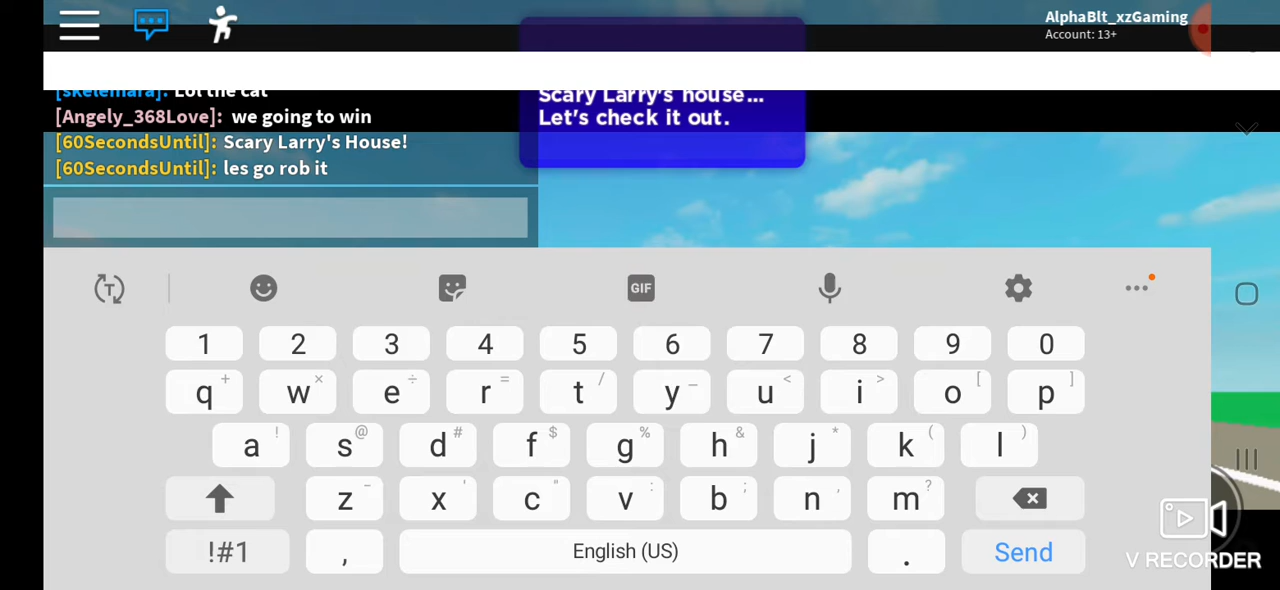 AlphaBlt_xzGaming
Account: 13+
[skelemara]: Lol the cat
[Angely_368Love]: we going to win
[60SecondsUntil]: Scary Larry's House!
[60SecondsUntil]: les go rob it
Scary Larry's house...
Let's check it out.
T
GIF
1 2 3 4 5 6 7 8 9 0
q + w × e ÷ r = t / y _ u < i > o [ p ]
a ! s @ d # f $ g % h & j * k ( l )
z - x ' c " v : b ; n , m ?
!#1 , English (US) . Send
V RECORDER